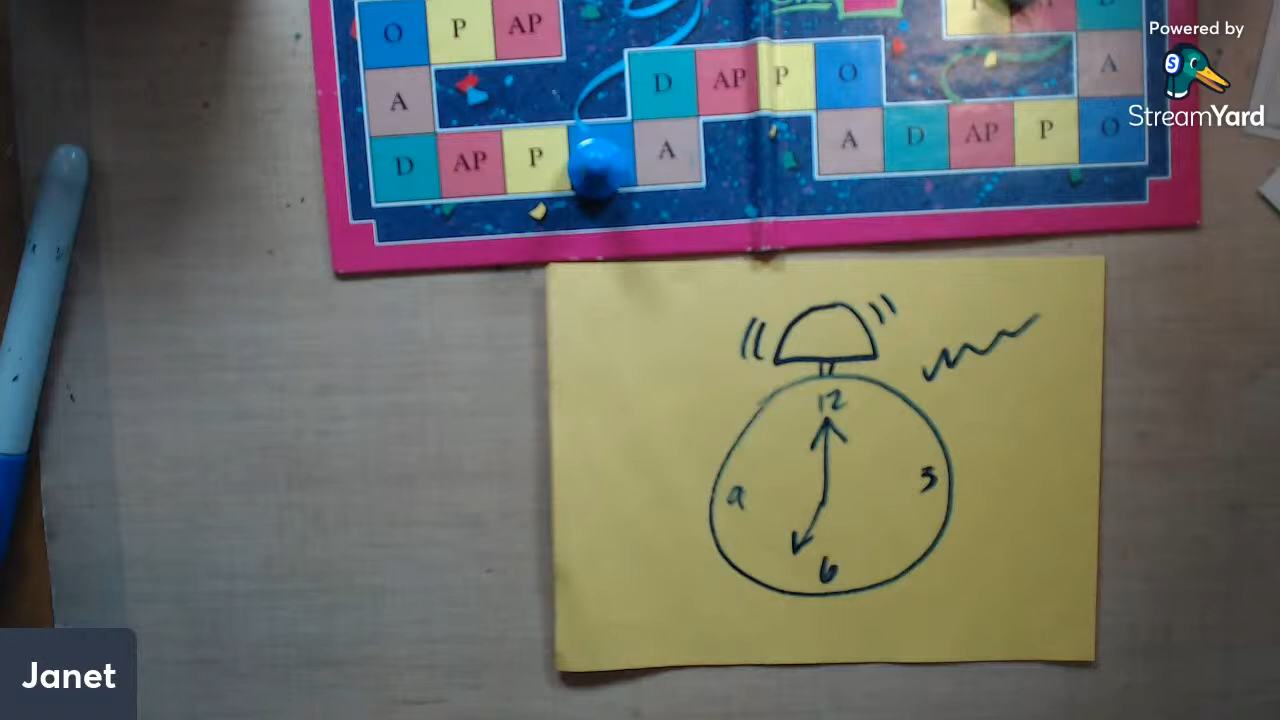 Powered by
StreamYard
S
O P AP
A
D AP P
D AP P O
A
A
A D AP P O
12
9 3
6
Janet